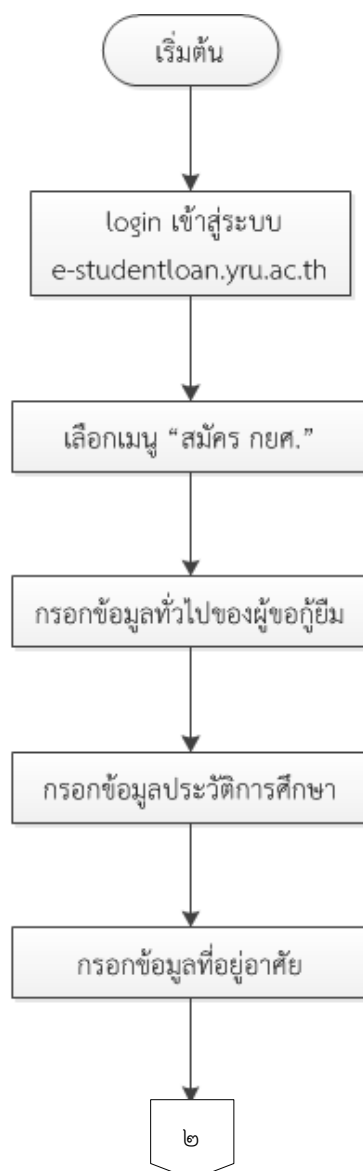 เริ่มต้น
login เข้าสู่ระบบ
e-studentloan.yru.ac.th
เลือกเมนู “สมัคร กยศ.”
กรอกข้อมูลทั่วไปของผู้ขอกู้ยืม
กรอกข้อมูลประวัติการศึกษา
กรอกข้อมูลที่อยู่อาศัย
๒